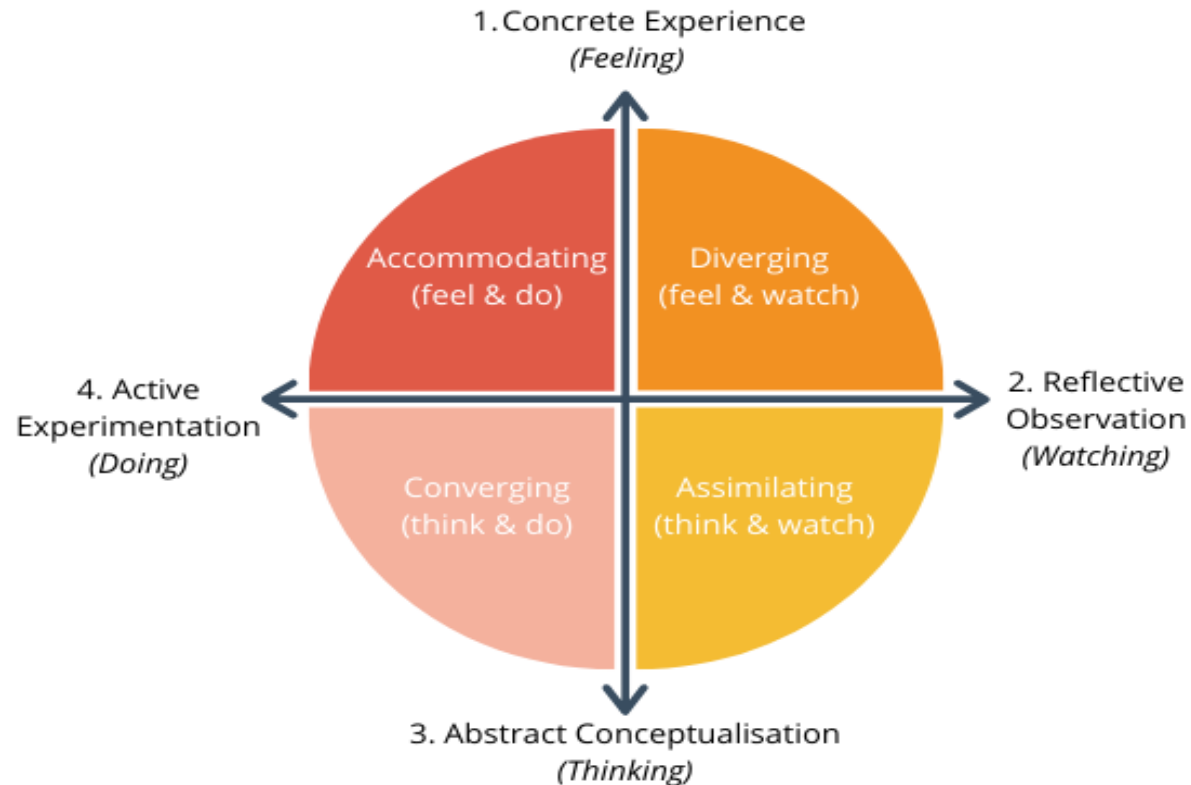 1. Concrete Experience
(Feeling)
Accommodating
(feel & do)
Diverging
(feel & watch)
4. Active
Experimentation
(Doing)
2. Reflective
Observation
(Watching)
Converging
(think & do)
Assimilating
(think & watch)
3. Abstract Conceptualisation
(Thinking)